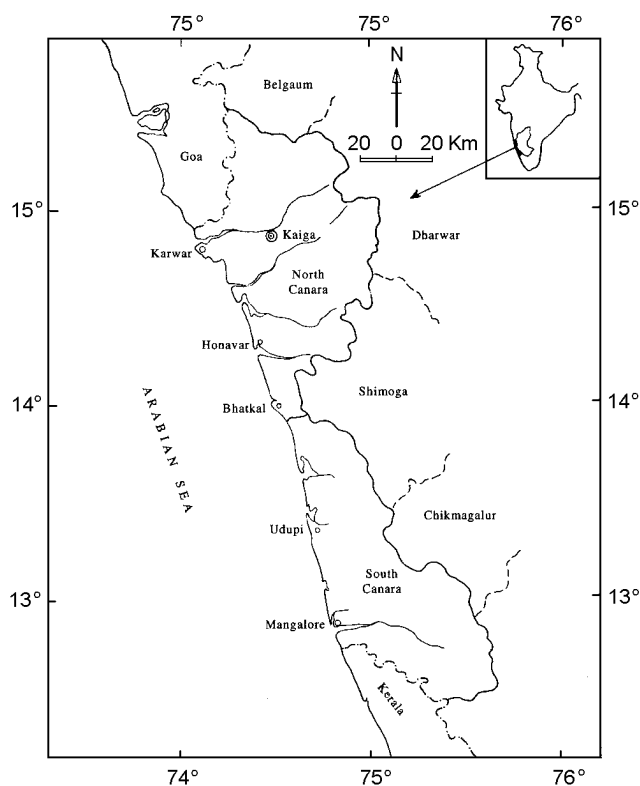 75°
75°
76°
N
Belgaum
20
0
20 Km
Goa
15°
15°
Kaiga
Dharwar
Karwar
North
Canara
Honavar
Shimoga
14°
14°
Bhatkal
ARABIAN SEA
Chikmagalur
Udupi
South
Canara
13°
13°
Mangalore
Kerala
74°
75°
76°